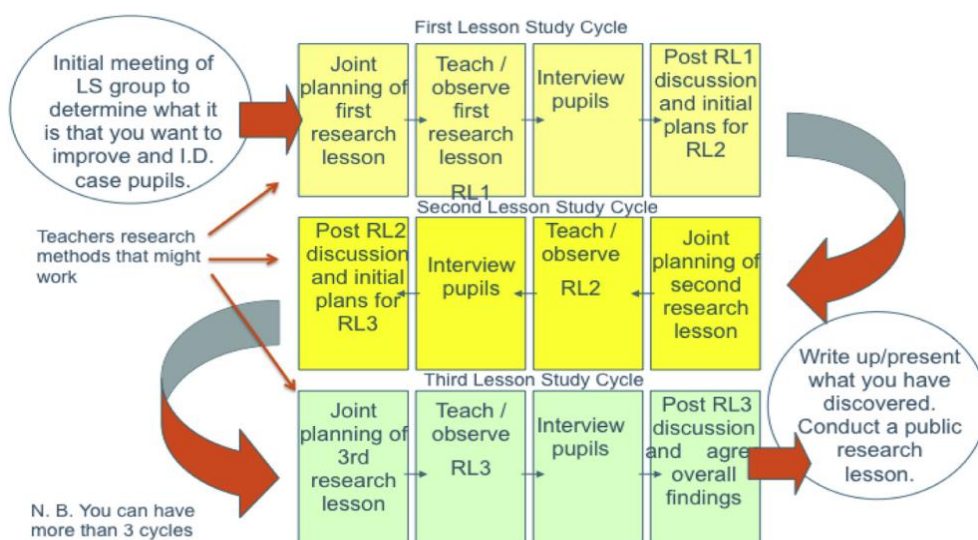 First Lesson Study Cycle
Initial meeting of
LS group to
determine what it
is that you want to
improve and I.D.
case pupils.
Joint
planning of
first
research
lesson
Teach /
observe
first
research
lesson
RL1
Interview
pupils
Post RL1
discussion
and initial
plans for
RL2
Second Lesson Study Cycle
Teachers research
methods that might
work
Post RL2
discussion
and initial
plans for
RL3
Interview
pupils
Teach /
observe
RL2
Joint
planning of
second
research
lesson
Third Lesson Study Cycle
Joint
planning of
3rd
research
lesson
Teach /
observe
RL3
Interview
pupils
Post RL3
discussion
and agre
overall
findings
Write up/present
what you have
discovered.
Conduct a public
research
lesson.
N. B. You can have
more than 3 cycles